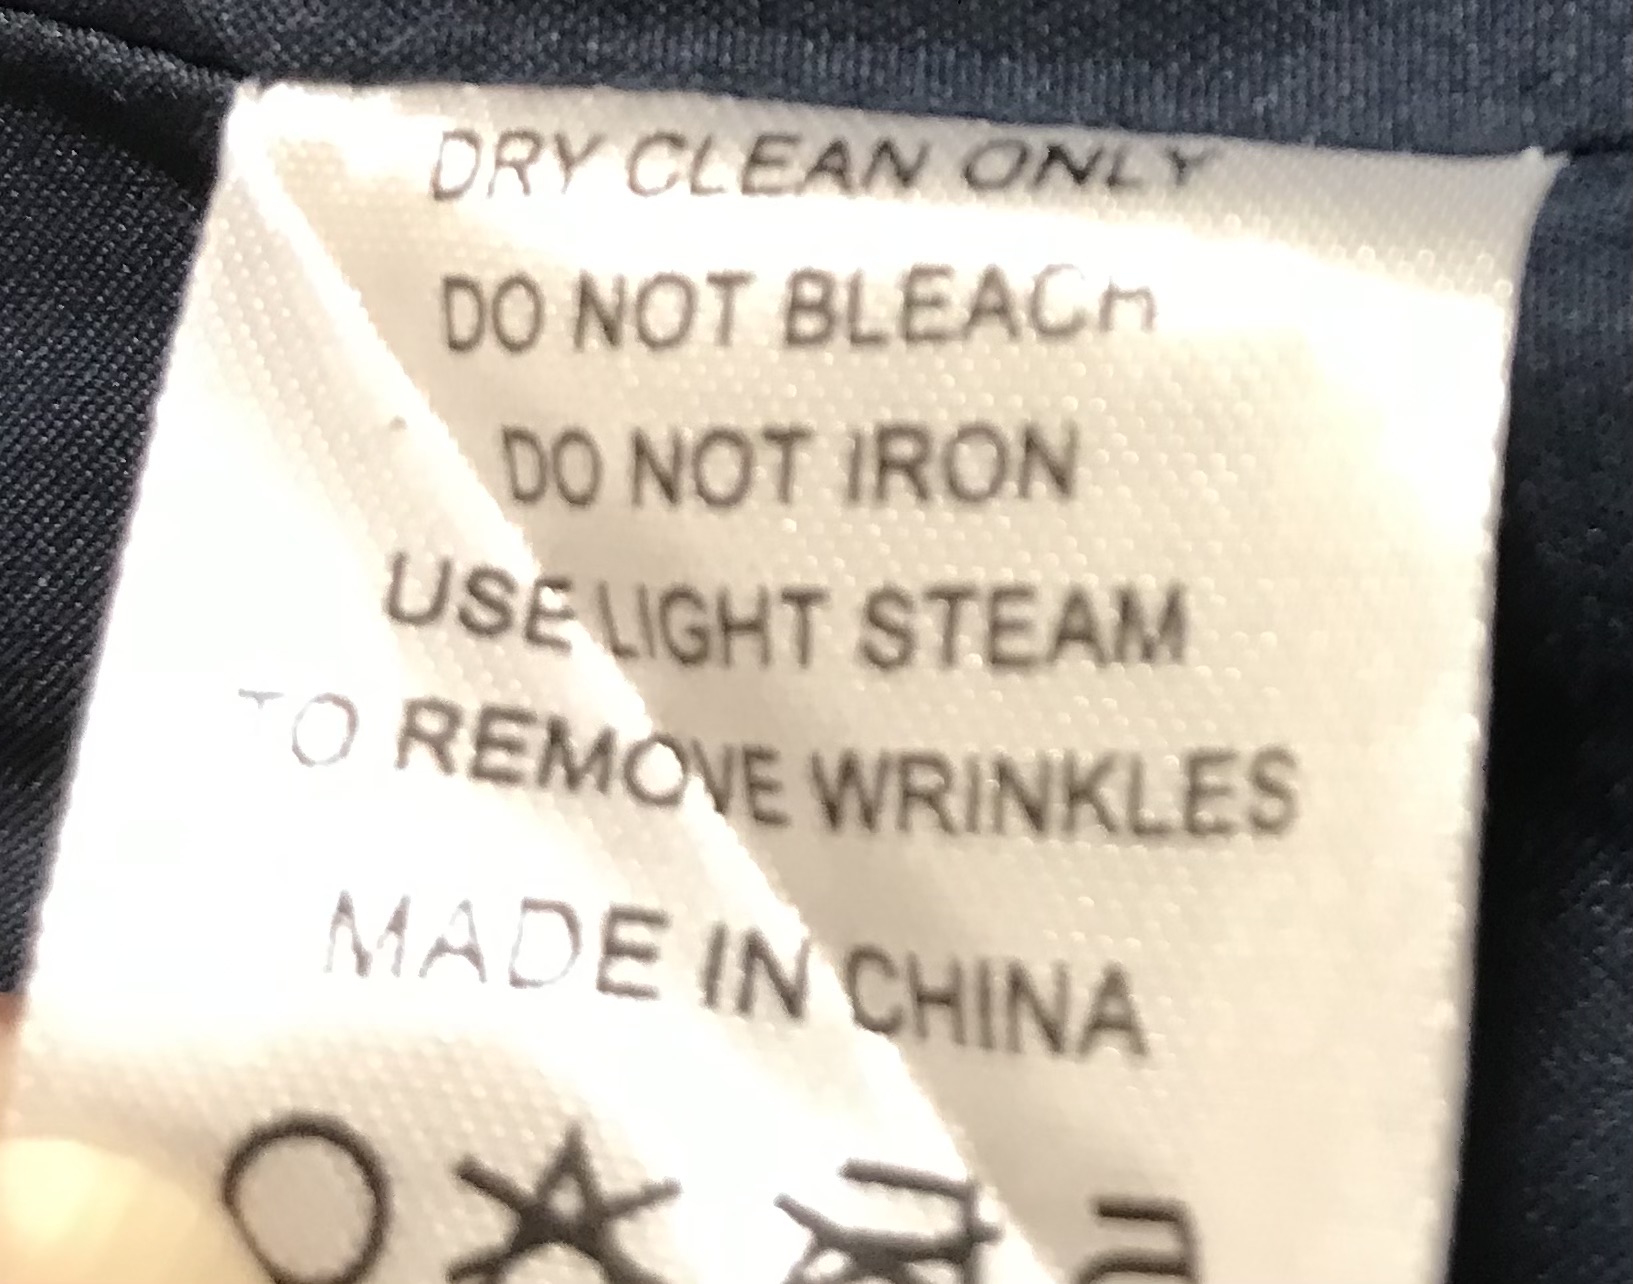 DRY CLEAN ONLY
DO NOT BLEACH
DO NOT IRON
USE LIGHT STEAM
TO REMOVE WRINKLES
MADE IN CHINA